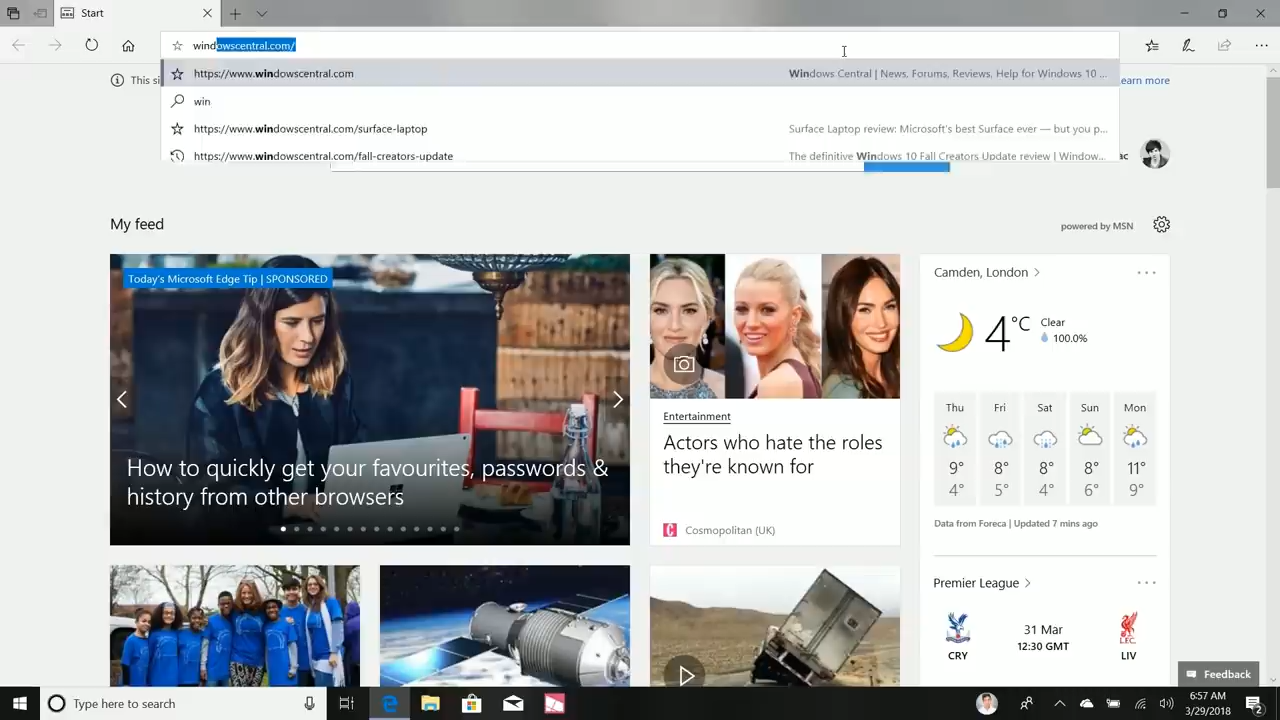 Start
windowscentral.com/
https://www.windowscentral.com
Windows Central | News, Forums, Reviews, Help for Windows 10 ...
win
https://www.windowscentral.com/surface-laptop
Surface Laptop review: Microsoft's best Surface ever — but you p...
https://www.windowscentral.com/fall-creators-update
The definitive Windows 10 Fall Creators Update review | Window...
This si
earn more
ac
My feed
powered by MSN
Today's Microsoft Edge Tip | SPONSORED
How to quickly get your favourites, passwords &
history from other browsers
Entertainment
Actors who hate the roles
they're known for
Cosmopolitan (UK)
Camden, London
4°C
Clear
100.0%
Thu Fri Sat Sun Mon
9° 8° 8° 8° 11°
4° 5° 4° 6° 9°
Data from Foreca | Updated 7 mins ago
Premier League
31 Mar
12:30 GMT
CRY
LIV
Feedback
Type here to search
6:57 AM
3/29/2018
2